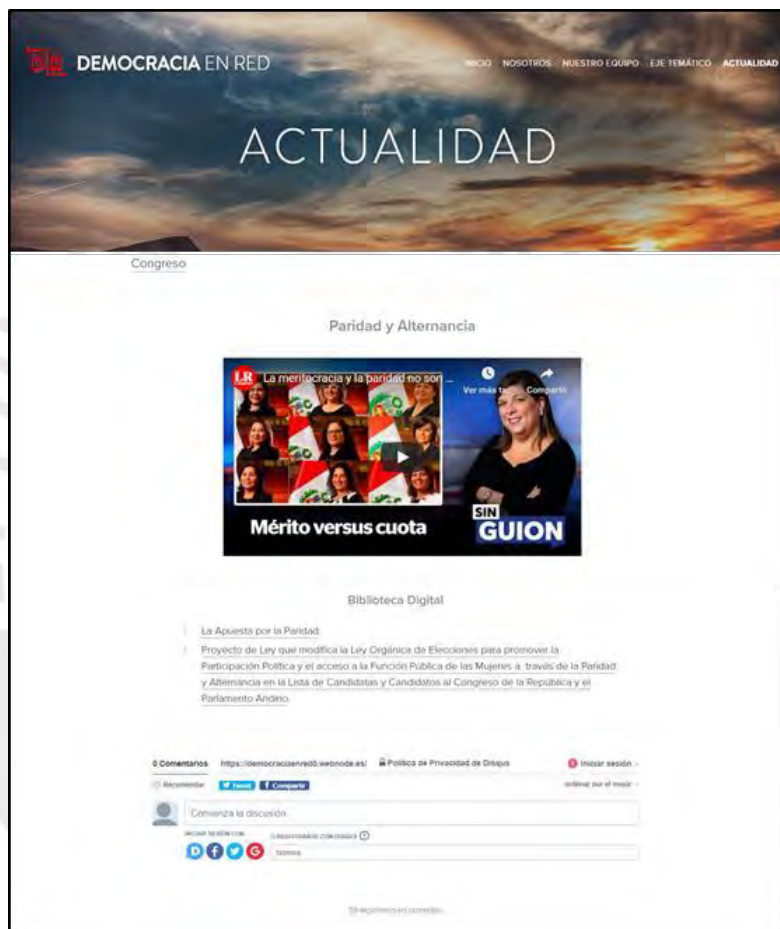 DEMOCRACIA EN RED
INICIO NOSOTROS NUESTRO EQUIPO EJE TEMÁTICO ACTUALIDAD
ACTUALIDAD
Congreso
Paridad y Alternancia
LR La meritocracia y la paridad no son ...
Ver más ta Compartir
Mérito versus cuota
SIN
GUION
Biblioteca Digital
La Apuesta por la Paridad.
Proyecto de Ley que modifica la Ley Orgánica de Elecciones para promover la
Participación Política y el acceso a la Función Pública de las Mujeres a través de la Paridad
y Alternancia en la Lista de Candidatas y Candidatos al Congreso de la República y el
Parlamento Andino.
0 Comentarios https://democraciaenred0.webnode.es/ Política de Privacidad de Disqus 1 Iniciar sesión
Recomendar Tweet f Compartir ordenar por el mejor
Comienza la discusión
INICIAR SESIÓN CON
O REGISTRARSE CON DISQUS ?
D f G Nombre